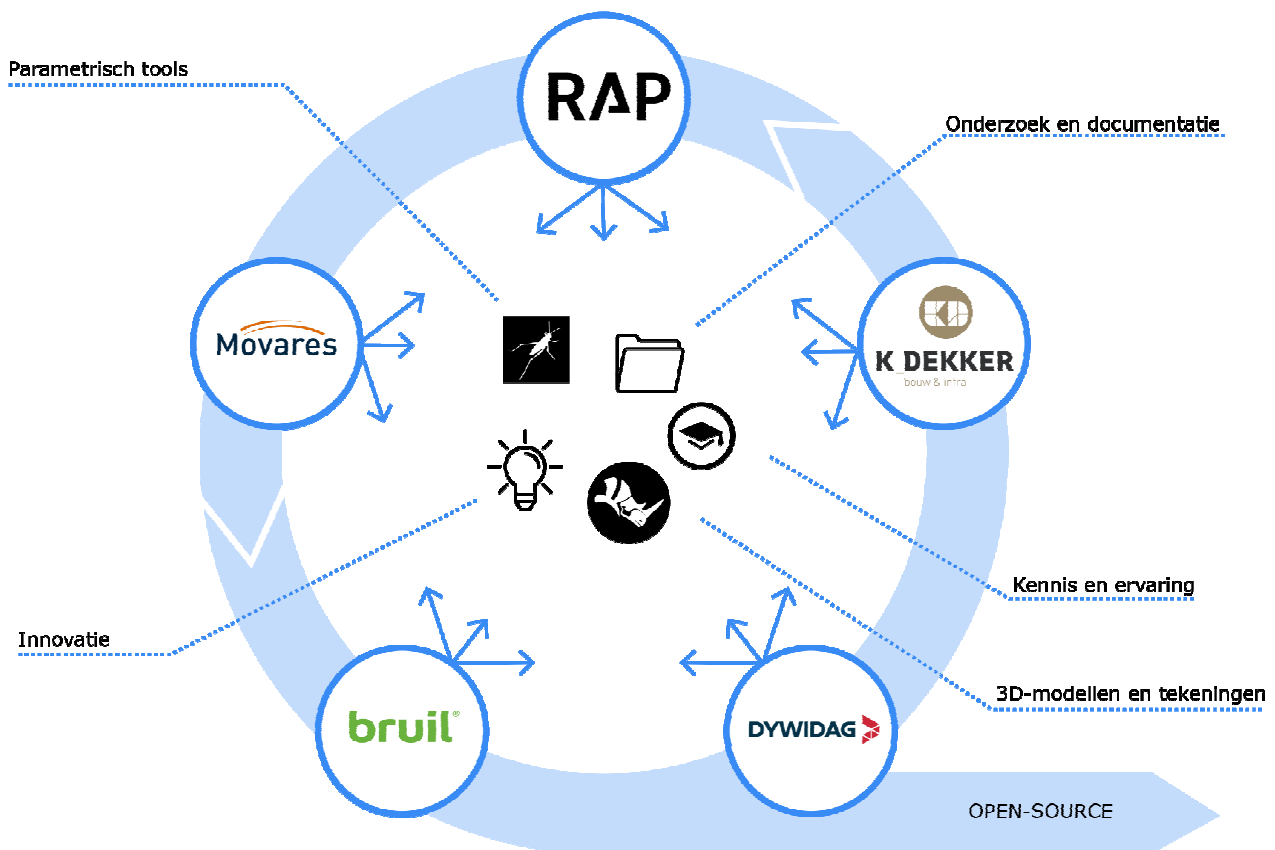 RAP
Parametrisch tools
Onderzoek en documentatie
Movares
K_DEKKER
bouw & infra
Kennis en ervaring
Innovatie
3D-modellen en tekeningen
bruil®
DYWIDAG
OPEN-SOURCE